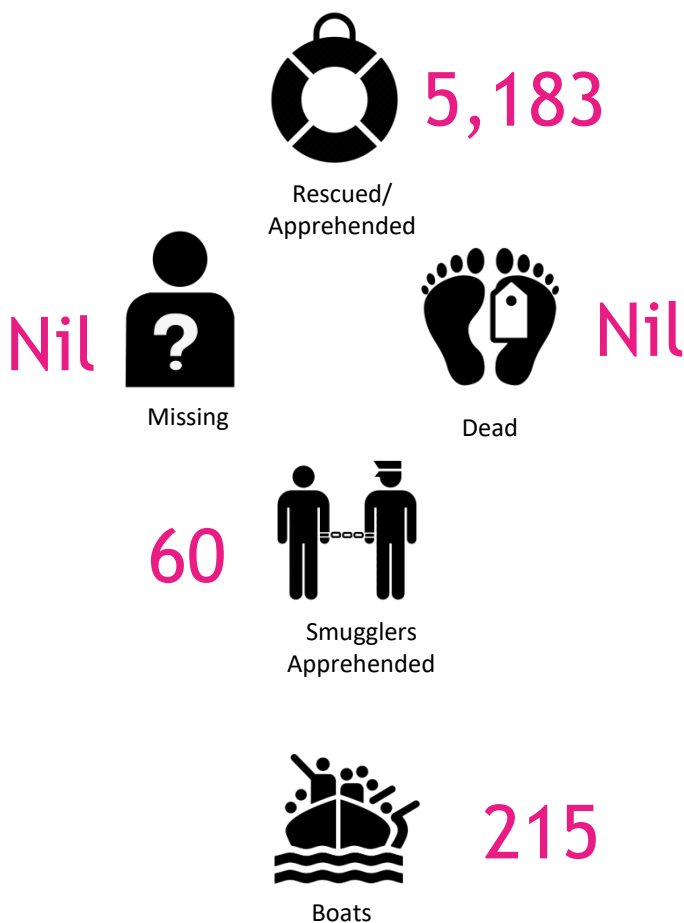 5,183
Rescued/
Apprehended
Nil
?
Missing
Nil
Dead
60
Smugglers
Apprehended
215
Boats